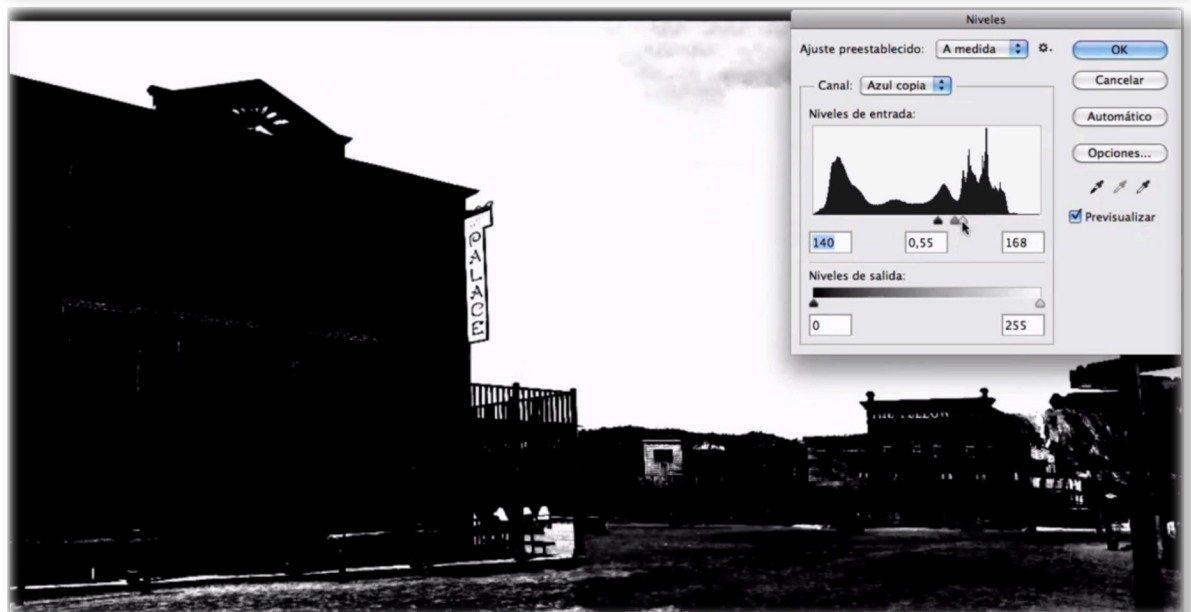 Niveles
Ajuste preestablecido: A medida
OK
Canal: Azul copia
Cancelar
Niveles de entrada:
Automático
Opciones...
Previsualizar
140 0,55 168
Niveles de salida:
0 255
PALACE